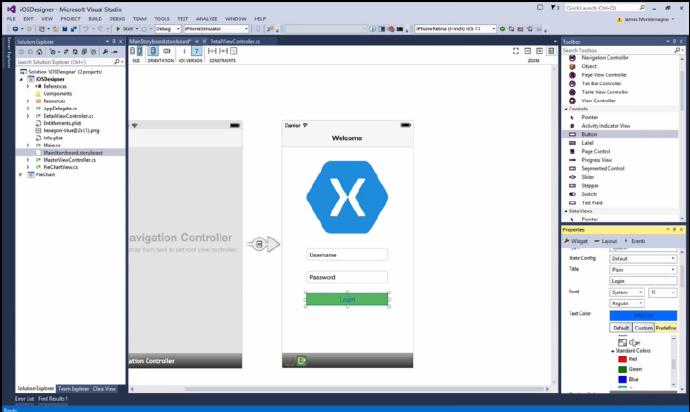 iOSDesigner - Microsoft Visual Studio
Quick Launch (Ctrl+Q)
FILE EDIT VIEW PROJECT BUILD DEBUG TEAM TOOLS TEST ANALYZE WINDOW HELP
James Montemagno
Start Debug iPhoneSimulator
iPhone Retina (4-inch) iOS 7.1
Solution Explorer
Search Solution Explorer (Ctrl+;)
Solution 'iOSDesigner' (2 projects)
iOSDesigner
References
Components
Resources
AppDelegate.cs
DetailViewController.cs
Entitlements.plist
hexagon-blue@2x(1).png
Info.plist
Main.cs
MainStoryboard.storyboard
MasterViewController.cs
PieChartView.cs
PieChart
Solution Explorer Team Explorer Class View
Error List Find Results 1
Ready
MainStoryboard.storyboard* DetailViewController.cs
SIZE ORIENTATION iOS VERSION CONSTRAINTS ZOOM
avigation Controller
drag from here to set root view controller.
ation Controller
Carrier
Welcome
X
Username
Password
Login
Toolbox
Search Toolbox
Navigation Controller
Object
Page View Controller
Tab Bar Controller
Table View Controller
View Controller
Controls
Pointer
Activity Indicator View
Button
Label
Page Control
Progress View
Segmented Control
Slider
Stepper
Switch
Text Field
Data Views
Pointer
Properties
Widget Layout Events
State Config Default
Title Plain
Login
Font System 15
Regular
Text Color
Default Custom Predefine
Clear
Standard Colors
Red
Green
Blue